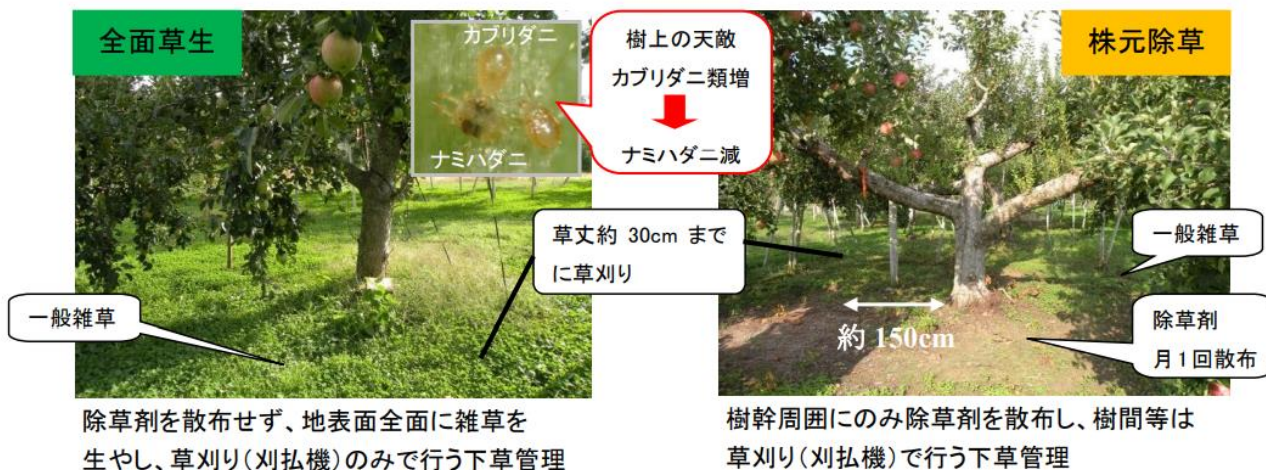 全面草生
カブリダニ
ナミハダニ
樹上の天敵
カブリダニ類増
ナミハダニ減
株元除草
草丈約 30cm まで
に草刈り
一般雑草
一般雑草
約 150cm
除草剤
月1回散布
除草剤を散布せず、地表面全面に雑草を
生やし、草刈り(刈払機)のみで行う下草管理
樹幹周囲にのみ除草剤を散布し、樹間等は
草刈り(刈払機)で行う下草管理